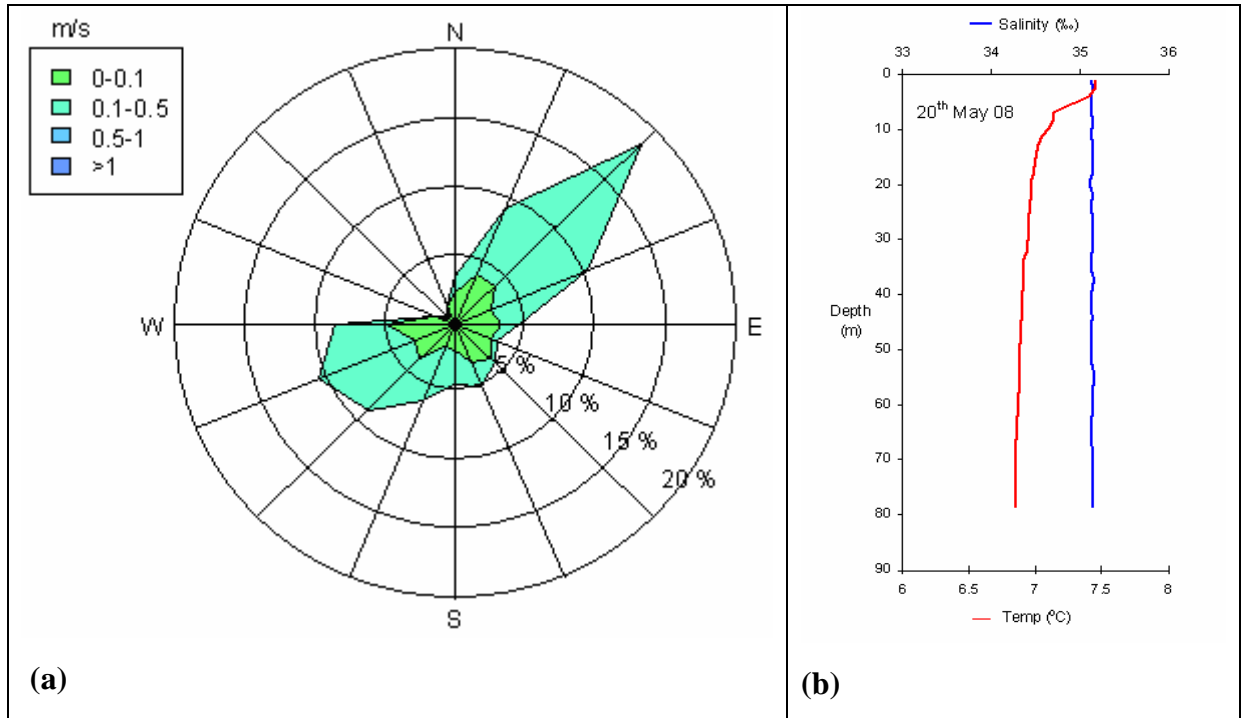 m/s
0-0.1
0.1-0.5
0.5-1
>1
N
W
E
S
5 %
10 %
15 %
20 %
(a)
Salinity (‰)
33 34 35 36
20th May 08
0
10
20
30
40
Depth
(m)
50
60
70
80
90
6 6.5 7 7.5 8
Temp (ºC)
(b)